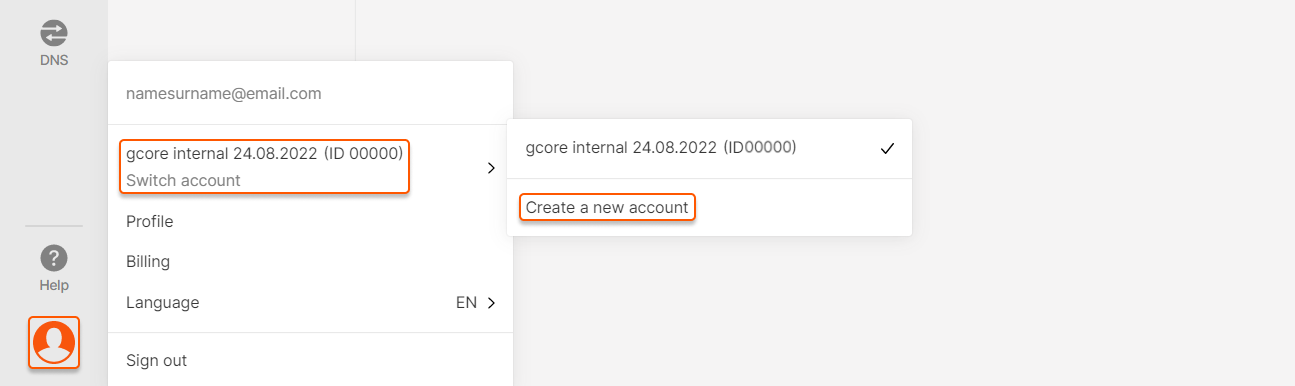 DNS
namesurname@email.com
gcore internal 24.08.2022 (ID 00000)
Switch account
gcore internal 24.08.2022 (ID00000)
Create a new account
Profile
Billing
Language EN
Sign out
?
Help